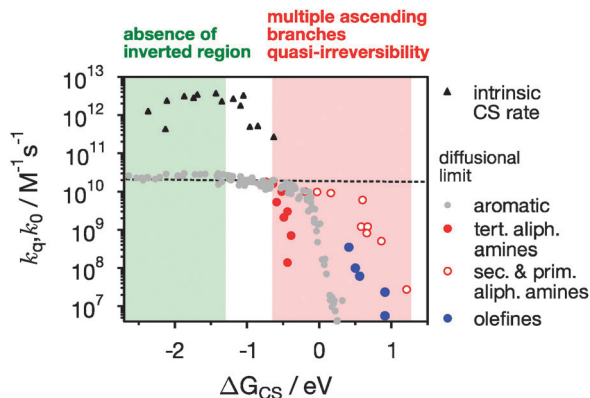 absence of
inverted region
multiple ascending
branches
quasi-irreversibility
10^13
10^12
10^11
10^10
10^9
10^8
10^7
k_q,k_0 / M^-1 s^-1
-2
-1
0
1
ΔG_CS / eV
intrinsic
CS rate
diffusional
limit
aromatic
tert. aliph.
amines
sec. & prim.
aliph. amines
olefines